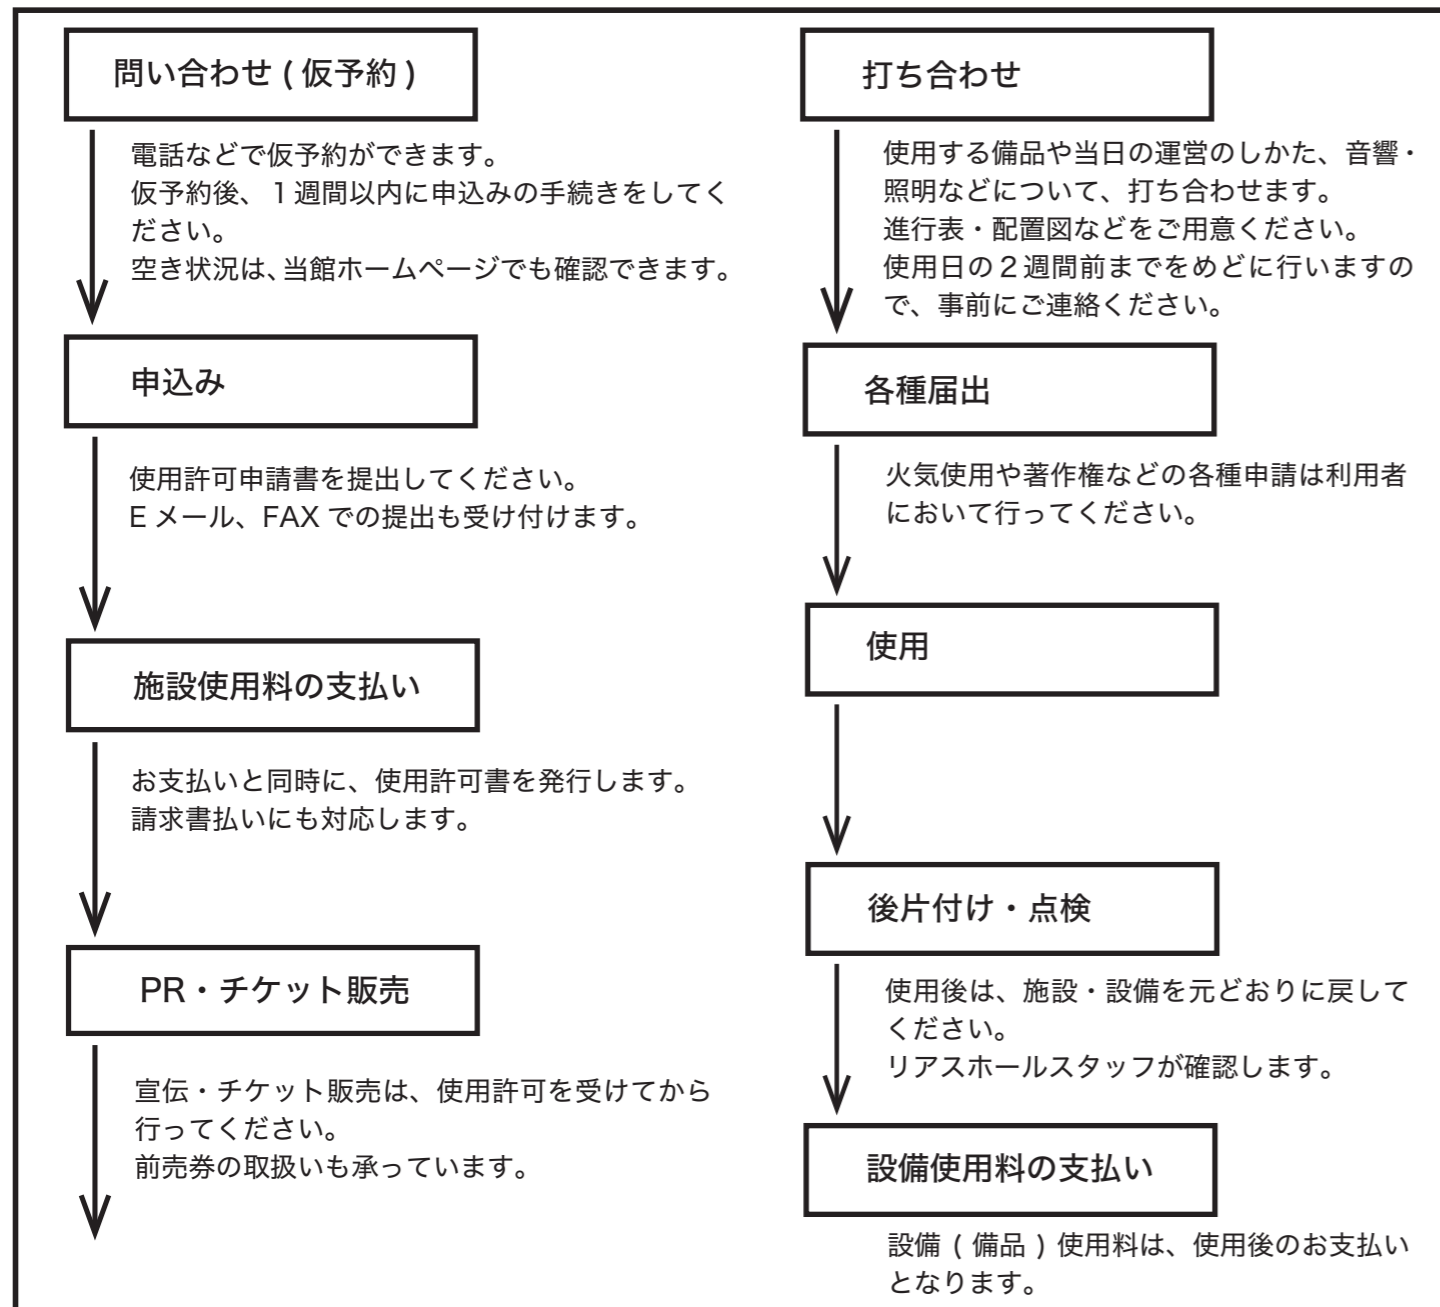 問い合わせ ( 仮予約 )
電話などで仮予約ができます。
仮予約後、１週間以内に申込みの手続きをしてく
ださい。
空き状況は、当館ホームページでも確認できます。
申込み
使用許可申請書を提出してください。
E メール、FAX での提出も受け付けます。
施設使用料の支払い
お支払いと同時に、使用許可書を発行します。
請求書払いにも対応します。
PR・チケット販売
宣伝・チケット販売は、使用許可を受けてから
行ってください。
前売券の取扱いも承っています。
打ち合わせ
使用する備品や当日の運営のしかた、音響・
照明などについて、打ち合わせます。
進行表・配置図などをご用意ください。
使用日の２週間前までをめどに行いますの
で、事前にご連絡ください。
各種届出
火気使用や著作権などの各種申請は利用者
において行ってください。
使用
後片付け・点検
使用後は、施設・設備を元どおりに戻して
ください。
リアスホールスタッフが確認します。
設備使用料の支払い
設備 ( 備品 ) 使用料は、使用後のお支払い
となります。